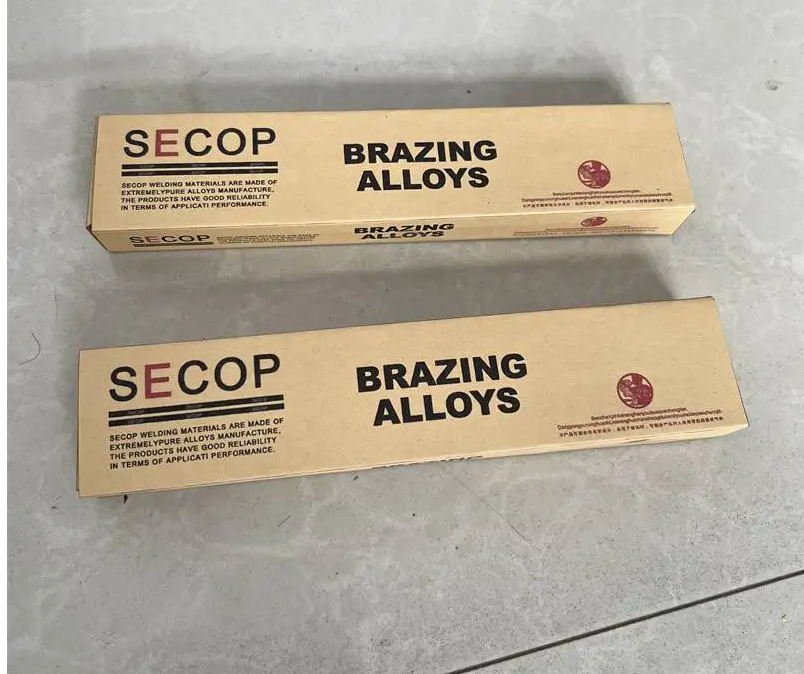 SECOP
SECOP WELDING MATERIALS ARE MADE OF
EXTREMELYPURE ALLOYS MANUFACTURE,
THE PRODUCTS HAVE GOOD RELIABILITY
IN TERMS OF APPLICATI PERFORMANCE.
BRAZING
ALLOYS
SECOP
BRAZING
ALLOYS
SECOP
SECOP WELDING MATERIALS ARE MADE OF
EXTREMELYPURE ALLOYS MANUFACTURE,
THE PRODUCTS HAVE GOOD RELIABILITY
IN TERMS OF APPLICATI PERFORMANCE.
BRAZING
ALLOYS